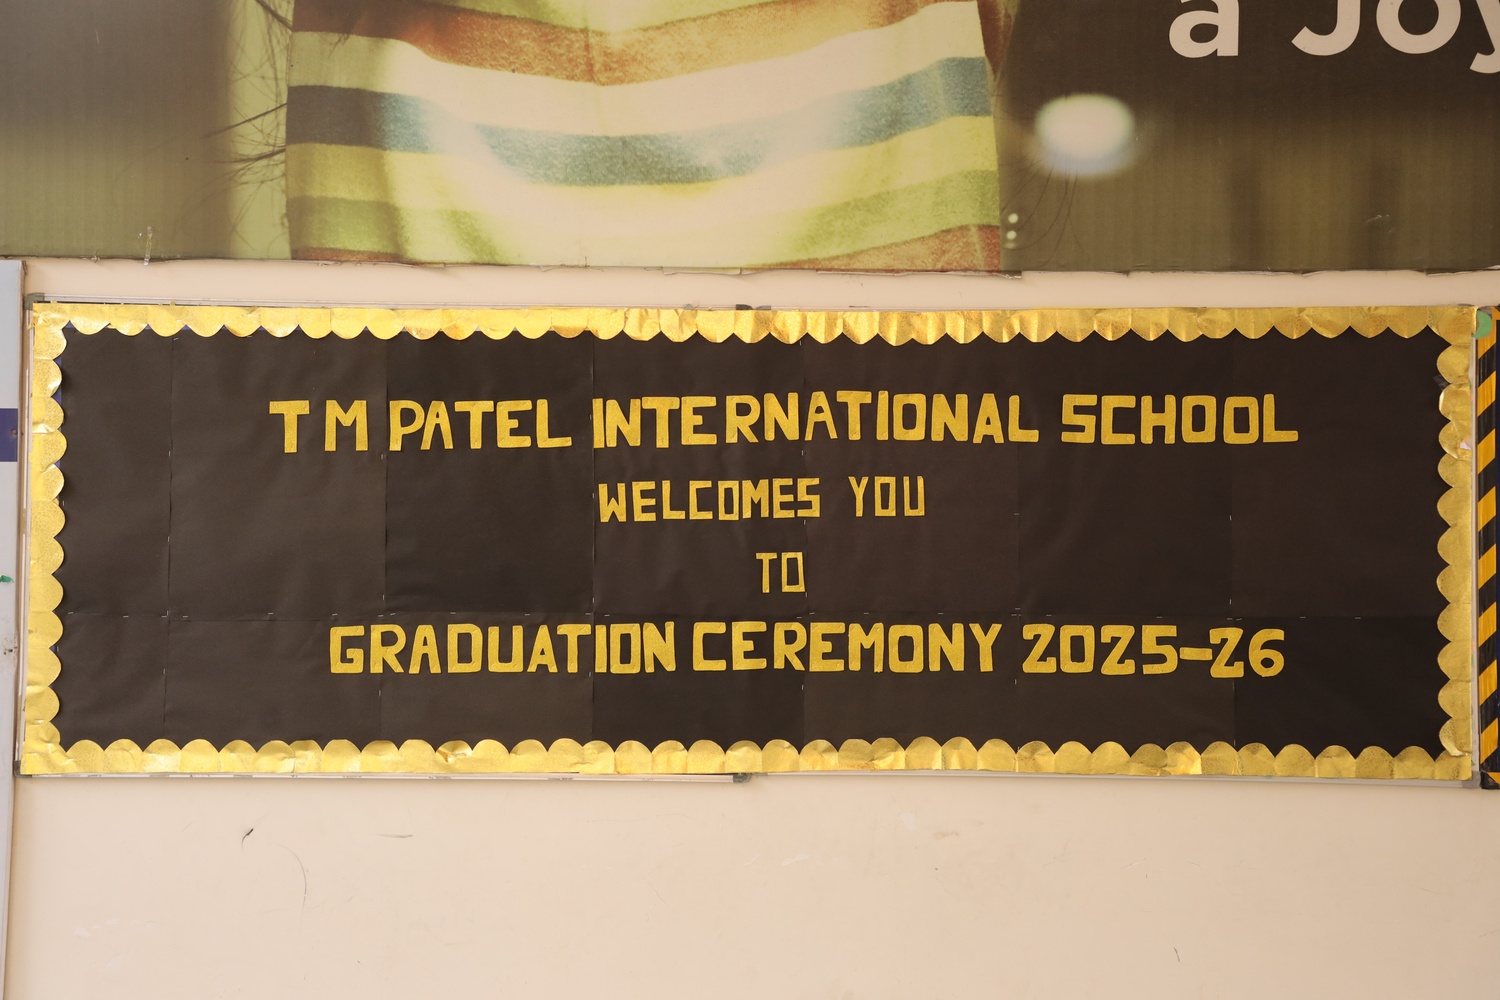 a Joy
T M PATEL INTERNATIONAL SCHOOL
WELCOMES YOU
TO
GRADUATION CEREMONY 2025-26